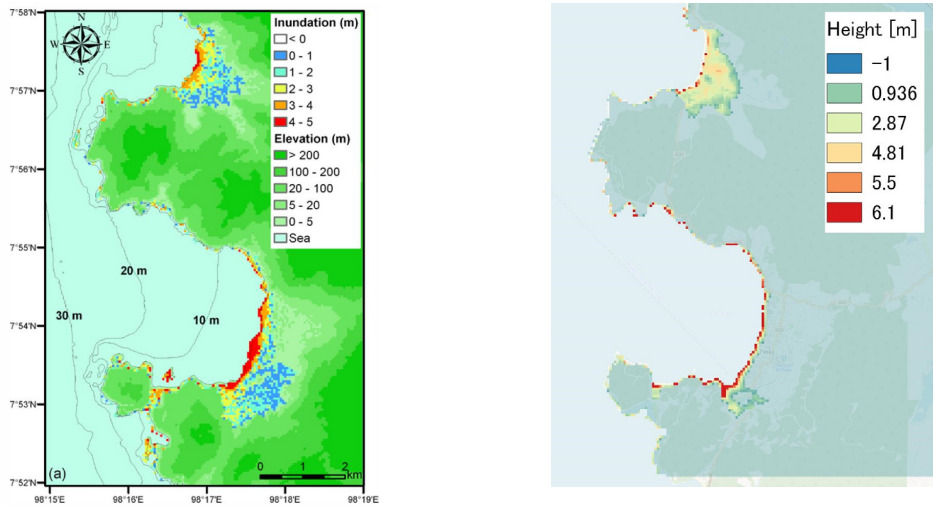 7°58'N
7°57'N
7°56'N
7°55'N
7°54'N
7°53'N
7°52'N
98°15'E
98°16'E
98°17'E
98°18'E
98°19'E
N
W
E
S
Inundation (m)
< 0
0 - 1
1 - 2
2 - 3
3 - 4
4 - 5
Elevation (m)
> 200
100 - 200
20 - 100
5 - 20
0 - 5
Sea
20 m
30 m
10 m
(a)
0 1 2
km
Height [m]
-1
0.936
2.87
4.81
5.5
6.1